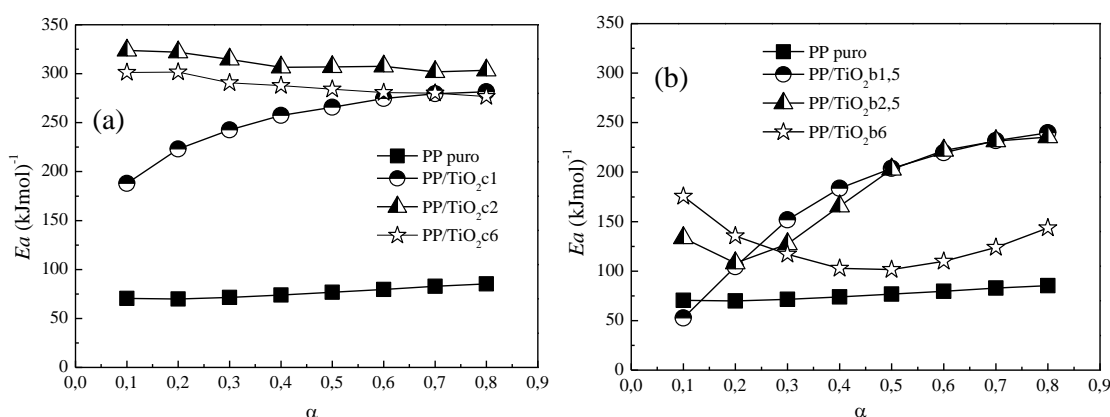 (a)
Ea (kJmol)⁻¹
350
300
250
200
150
100
50
0
PP puro
PP/TiO₂c1
PP/TiO₂c2
PP/TiO₂c6
0,0 0,1 0,2 0,3 0,4 0,5 0,6 0,7 0,8 0,9
α
(b)
Ea (kJmol)⁻¹
350
300
250
200
150
100
50
0
PP puro
PP/TiO₂b1,5
PP/TiO₂b2,5
PP/TiO₂b6
0,0 0,1 0,2 0,3 0,4 0,5 0,6 0,7 0,8 0,9
α